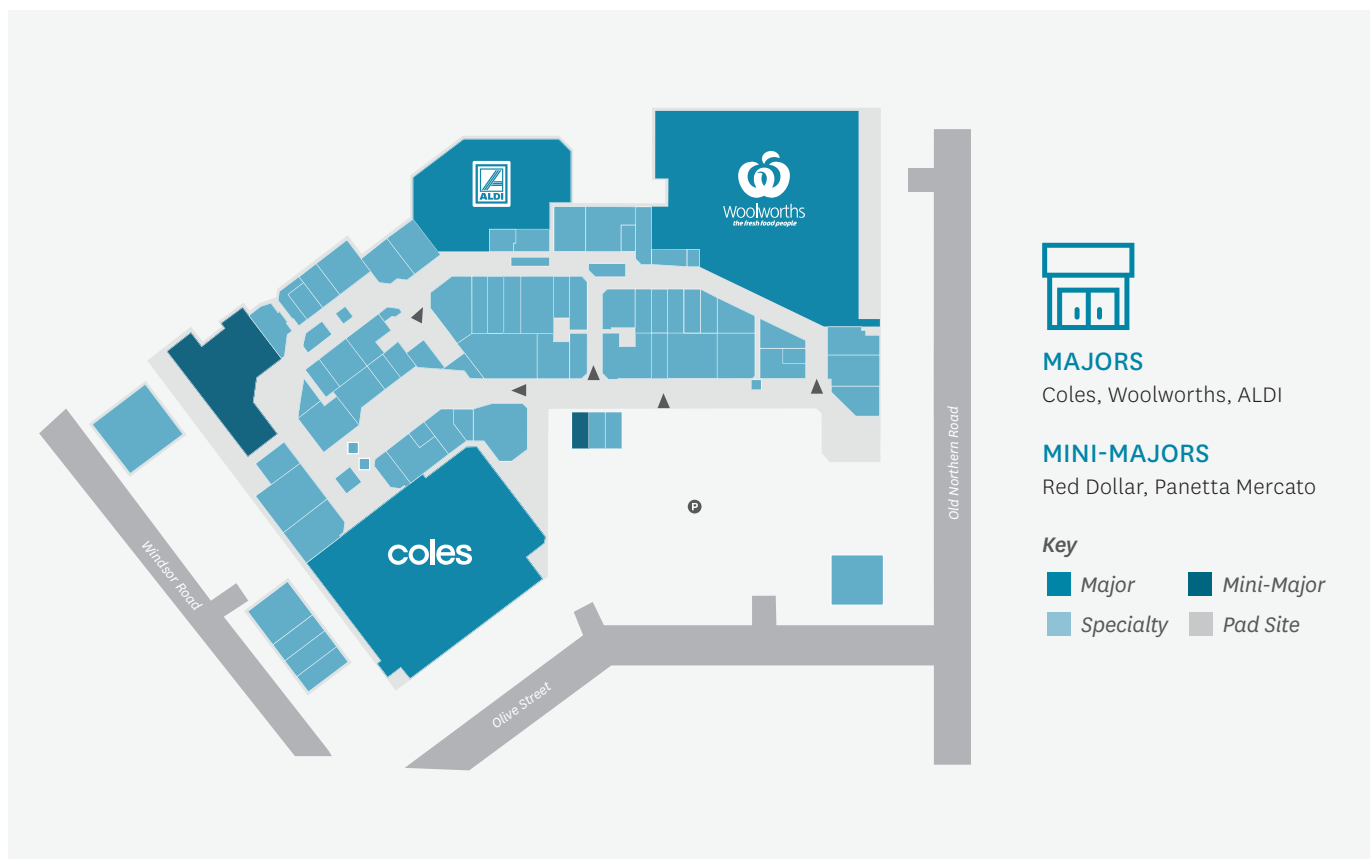 ALDI
Woolworths
the fresh food people
coles
P
Windsor Road
Olive Street
Old Northern Road
MAJORS
Coles, Woolworths, ALDI
MINI-MAJORS
Red Dollar, Panetta Mercato
Key
Major
Mini-Major
Specialty
Pad Site